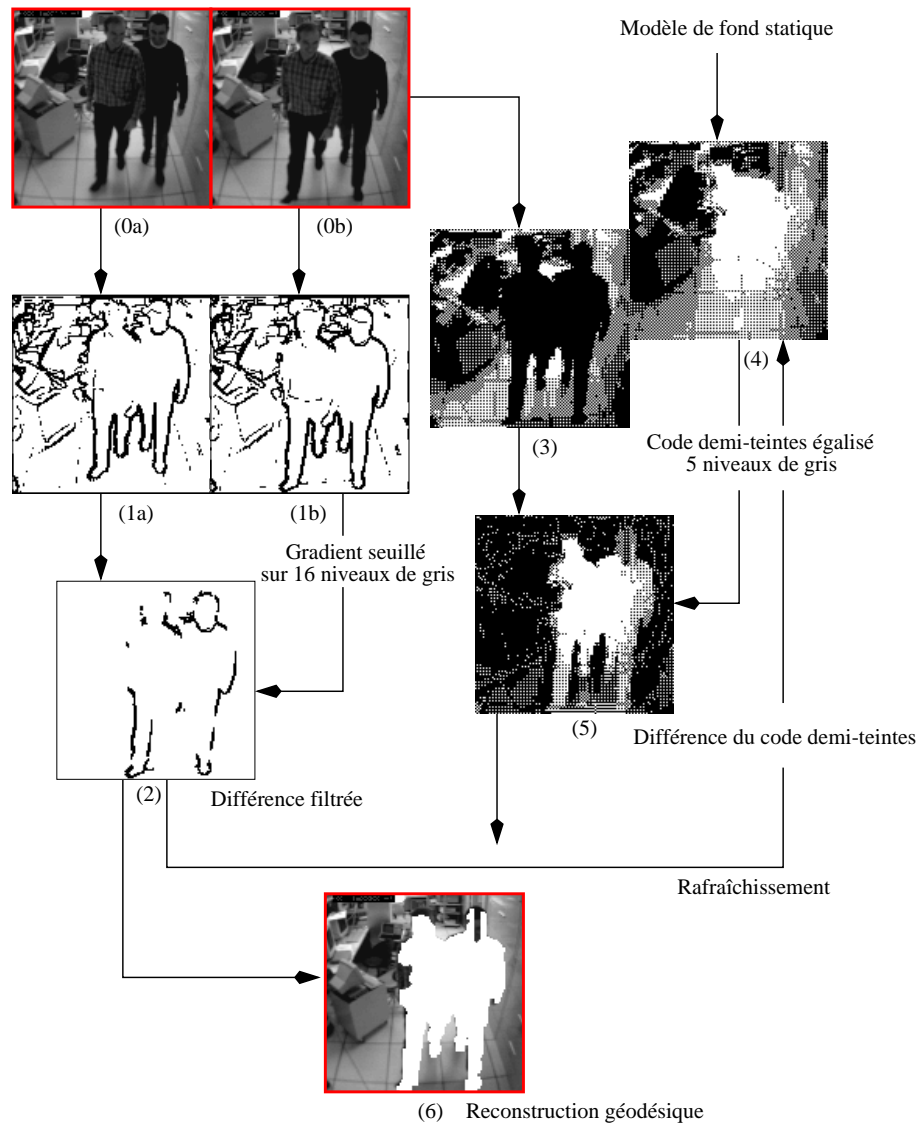 Modèle de fond statique
(0a)
(0b)
(4)
(3)
Code demi-teintes égalisé
5 niveaux de gris
(1a)
(1b)
Gradient seuillé
sur 16 niveaux de gris
(5)
Différence du code demi-teintes
(2)
Différence filtrée
Rafraîchissement
(6) Reconstruction géodésique